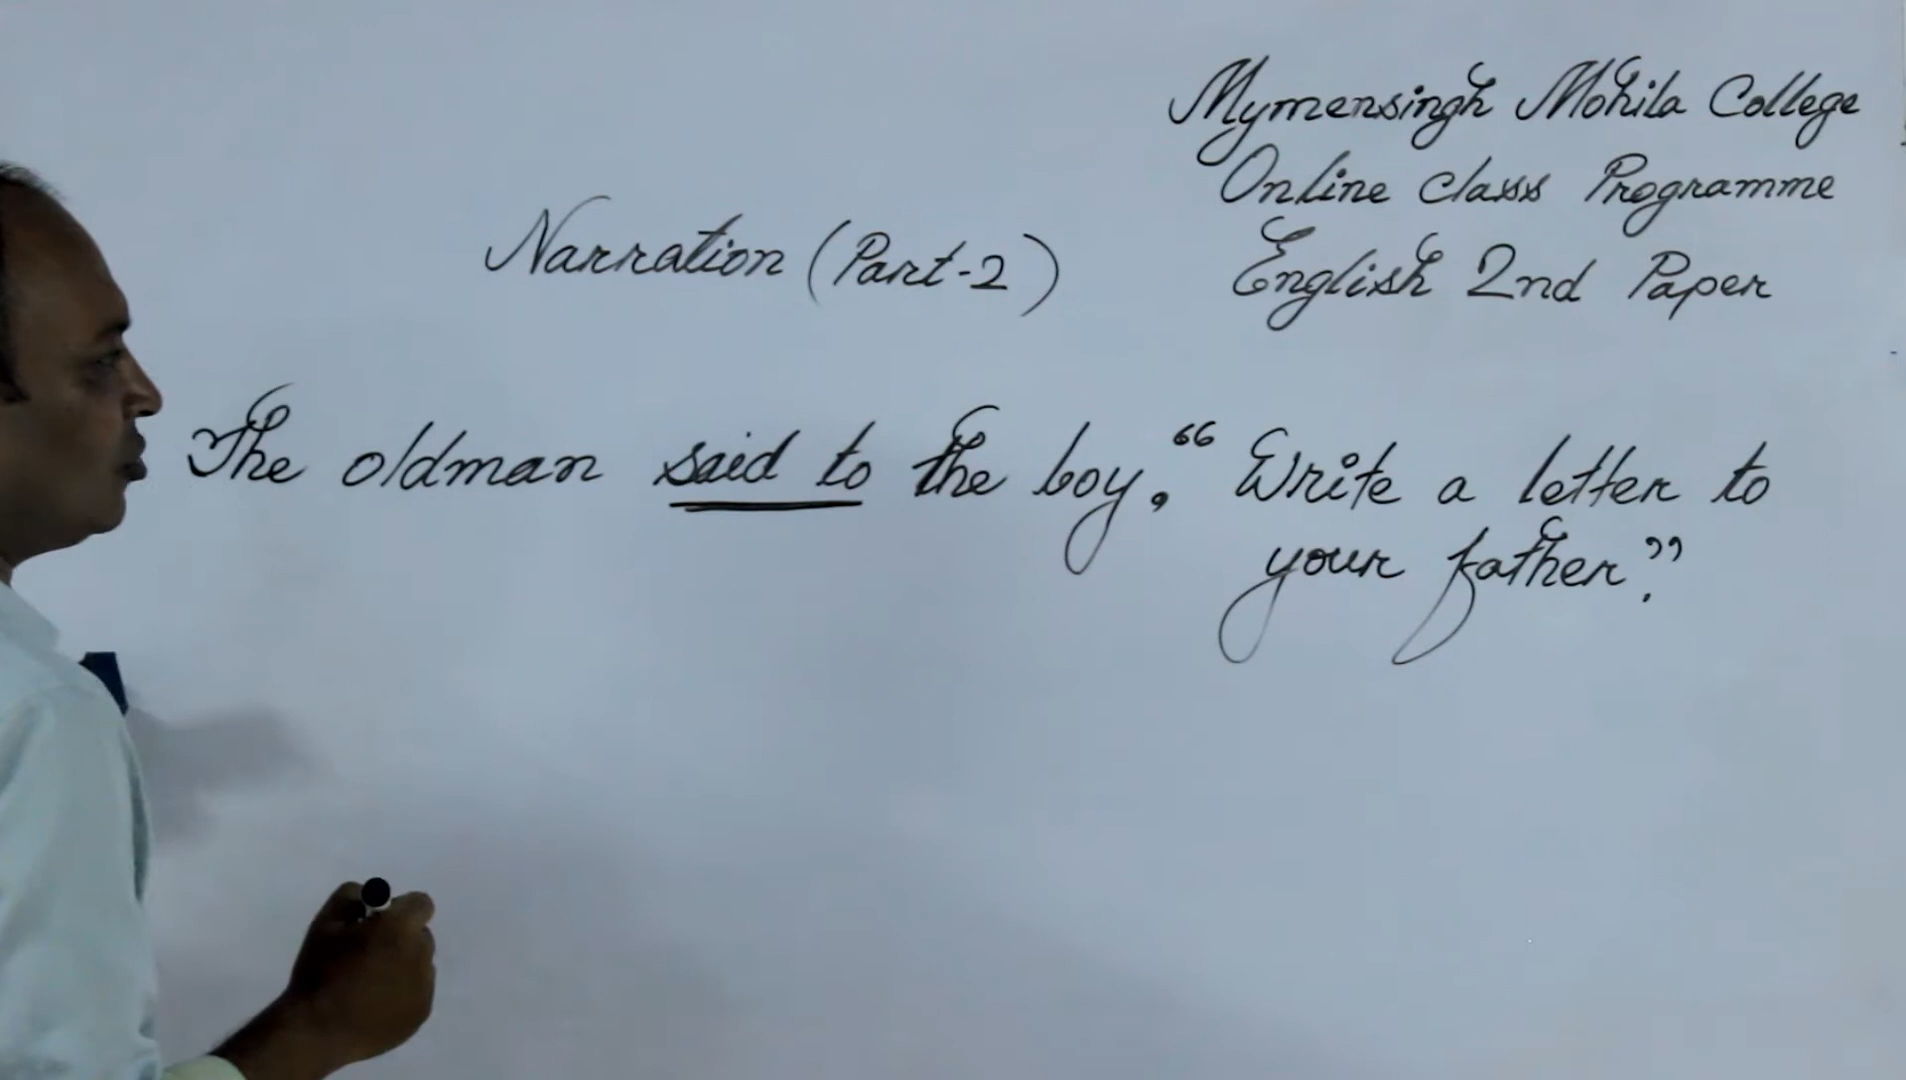 Mymensingh Mohila College
Online class Programme
English 2nd Paper
Narration (Part-2)
The oldman said to the boy, “Write a letter to
your father.”